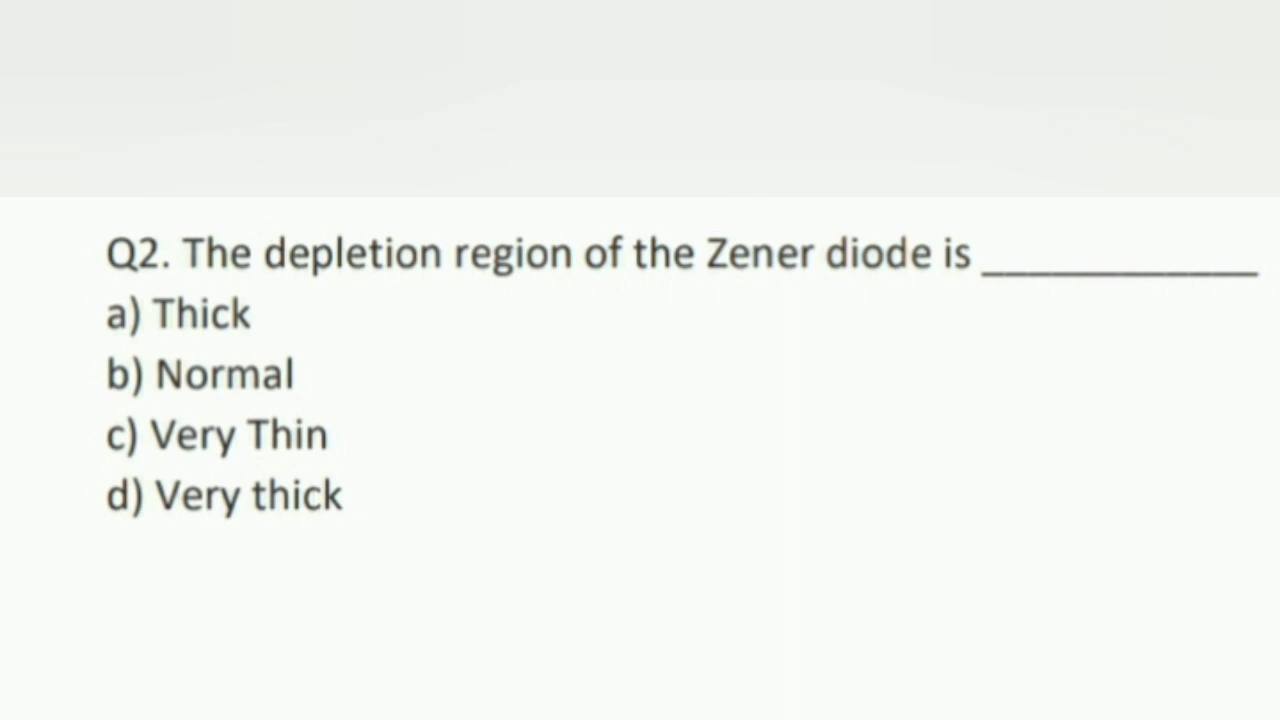 Q2. The depletion region of the Zener diode is ____________
a) Thick
b) Normal
c) Very Thin
d) Very thick